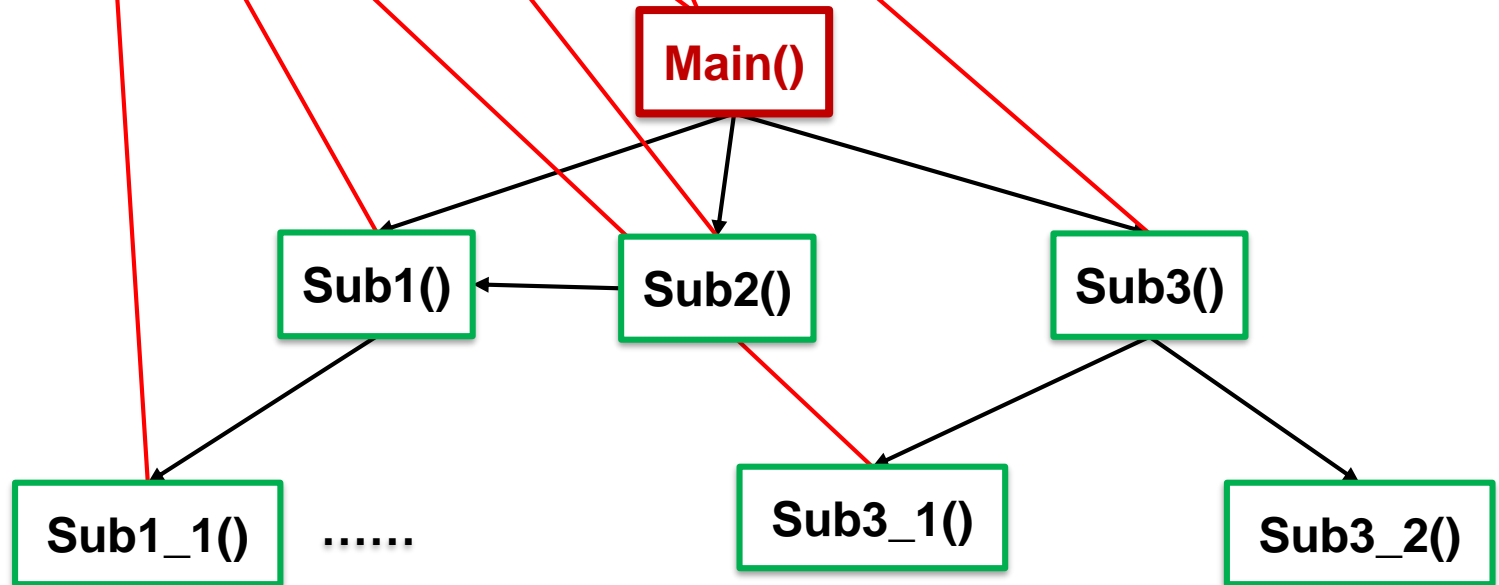 Main()
Sub1()
Sub2()
Sub3()
Sub1_1()
……
Sub3_1()
Sub3_2()